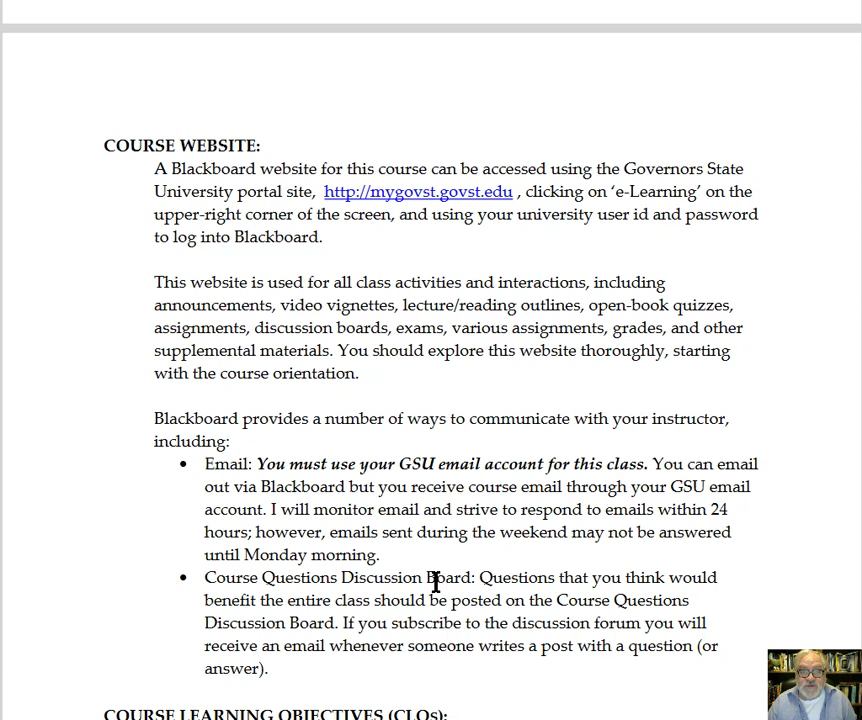 COURSE WEBSITE:
A Blackboard website for this course can be accessed using the Governors State
University portal site, http://mygovst.govst.edu , clicking on ‘e-Learning’ on the
upper-right corner of the screen, and using your university user id and password
to log into Blackboard.
This website is used for all class activities and interactions, including
announcements, video vignettes, lecture/reading outlines, open-book quizzes,
assignments, discussion boards, exams, various assignments, grades, and other
supplemental materials. You should explore this website thoroughly, starting
with the course orientation.
Blackboard provides a number of ways to communicate with your instructor,
including:
• Email: You must use your GSU email account for this class. You can email
out via Blackboard but you receive course email through your GSU email
account. I will monitor email and strive to respond to emails within 24
hours; however, emails sent during the weekend may not be answered
until Monday morning.
• Course Questions Discussion Board: Questions that you think would
benefit the entire class should be posted on the Course Questions
Discussion Board. If you subscribe to the discussion forum you will
receive an email whenever someone writes a post with a question (or
answer).
COURSE LEARNING OBJECTIVES (CLOs):